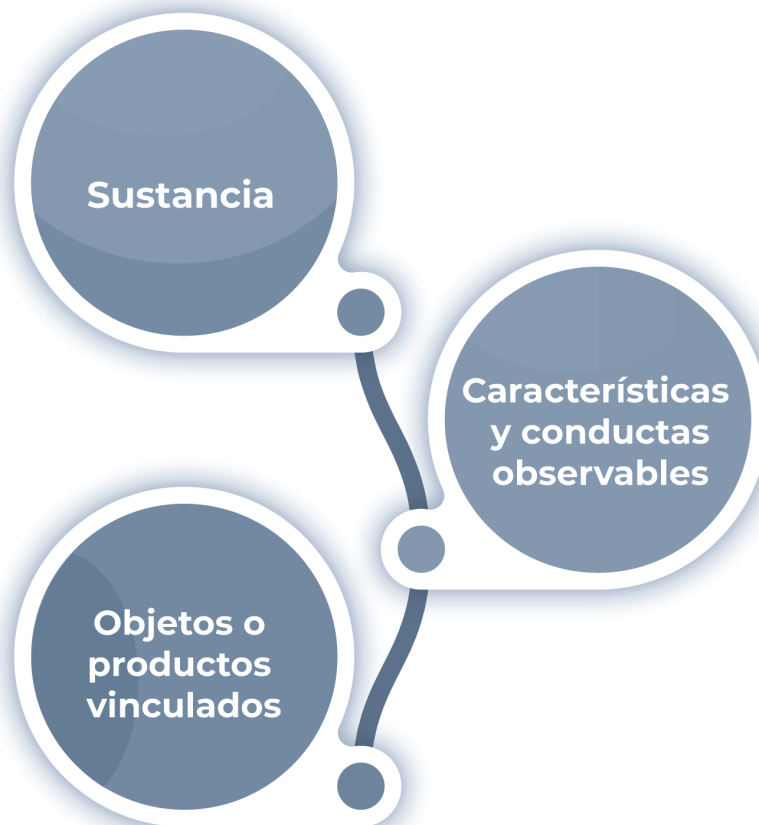 Sustancia
Características
y conductas
observables
Objetos o
productos
vinculados